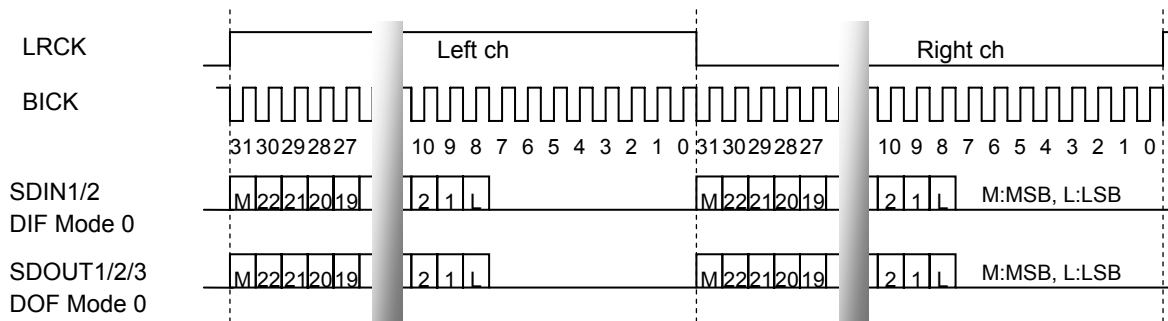 LRCK Left ch Right ch
BICK
31 30 29 28 27 10 9 8 7 6 5 4 3 2 1 0 31 30 29 28 27 10 9 8 7 6 5 4 3 2 1 0
SDIN1/2 M 22 21 20 19 2 1 L M 22 21 20 19 2 1 L M:MSB, L:LSB
DIF Mode 0
SDOUT1/2/3 M 22 21 20 19 2 1 L M 22 21 20 19 2 1 L M:MSB, L:LSB
DOF Mode 0